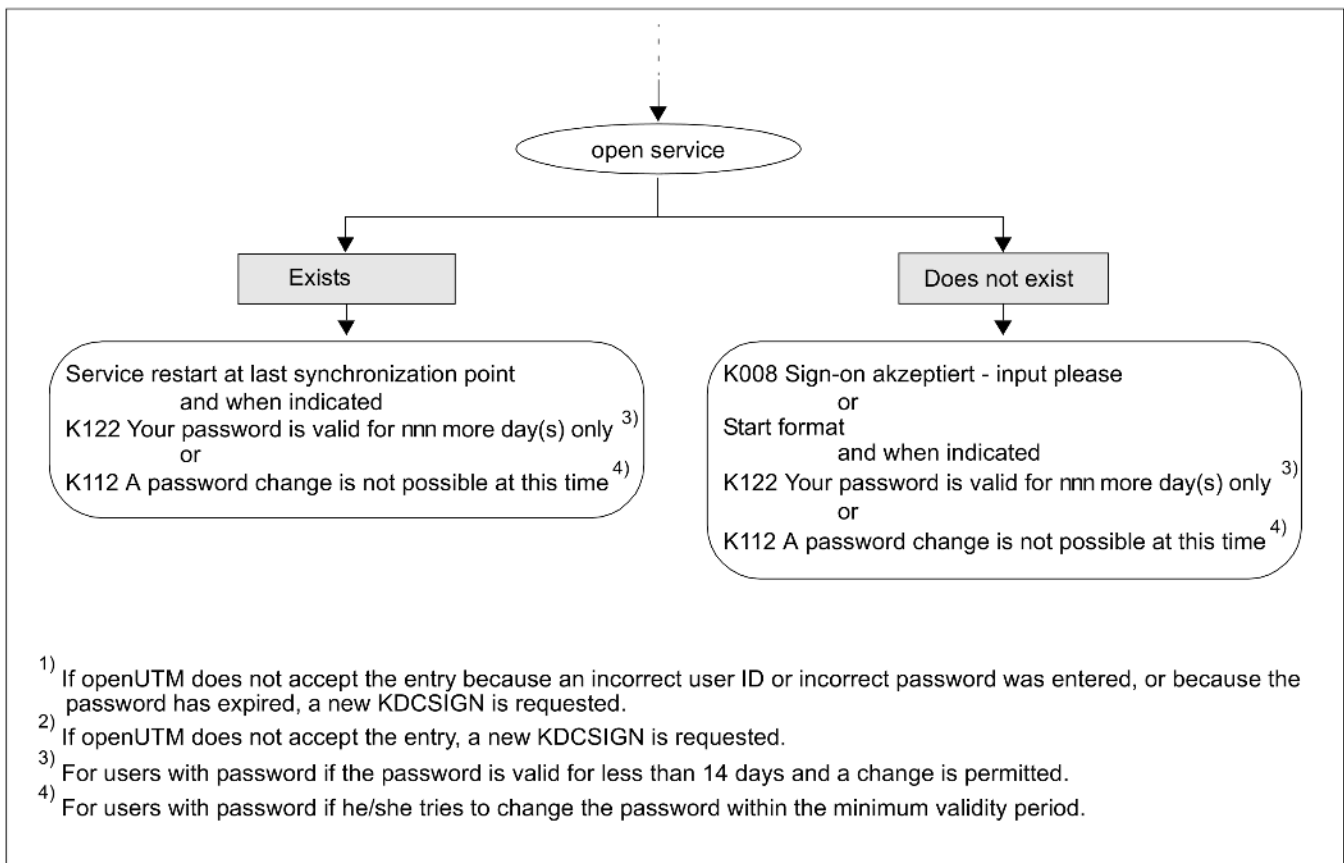 open service
Exists
Does not exist
Service restart at last synchronization point
and when indicated
K122 Your password is valid for nnn more day(s) only 3)
or
K112 A password change is not possible at this time 4)
K008 Sign-on akzeptiert - input please
or
Start format
and when indicated
K122 Your password is valid for nnn more day(s) only 3)
or
K112 A password change is not possible at this time 4)
1) If openUTM does not accept the entry because an incorrect user ID or incorrect password was entered, or because the
password has expired, a new KDCSIGN is requested.
2) If openUTM does not accept the entry, a new KDCSIGN is requested.
3) For users with password if the password is valid for less than 14 days and a change is permitted.
4) For users with password if he/she tries to change the password within the minimum validity period.